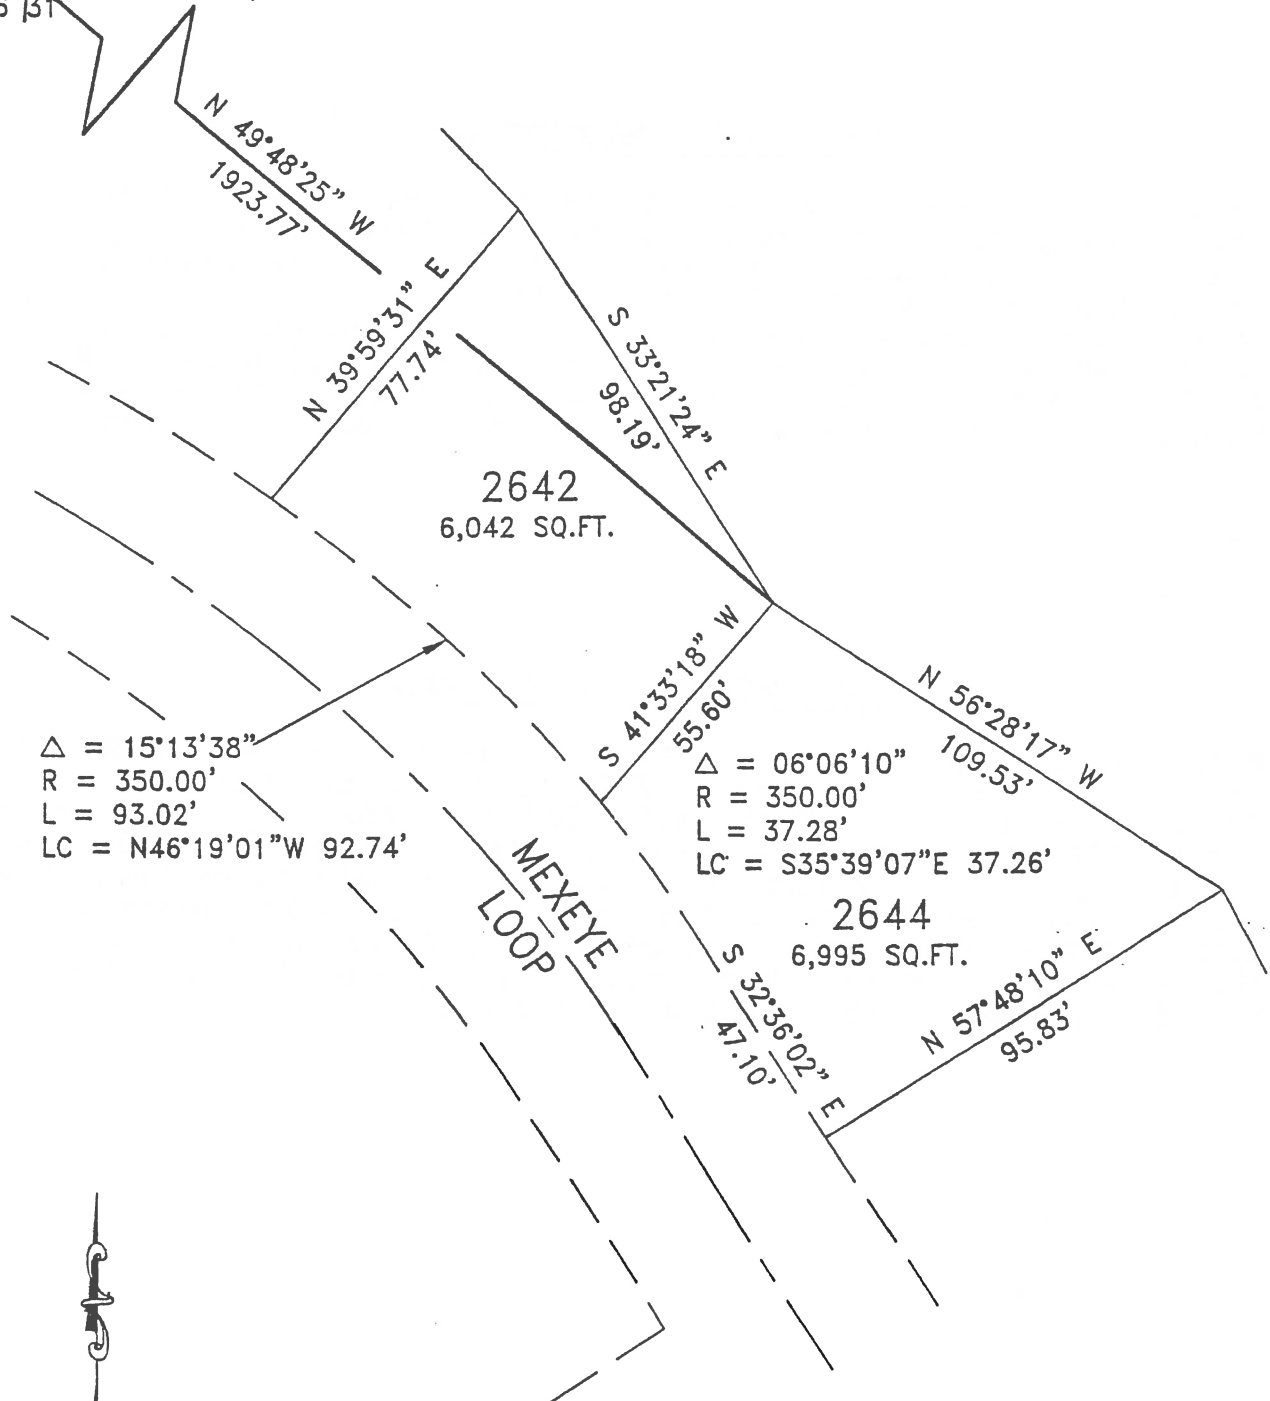 N 49°48'25" W
1923.77'
N 39°59'31" E
77.74'
S 33°21'24" E
98.19'
2642
6,042 SQ.FT.
S 41°33'18" W
55.60'
N 56°28'17" W
109.53'
△ = 15°13'38"
R = 350.00'
L = 93.02'
LC = N46°19'01"W 92.74'
△ = 06°06'10"
R = 350.00'
L = 37.28'
LC = S35°39'07"E 37.26'
MEXEYE
LOOP
2644
6,995 SQ.FT.
S 32°36'02" E
47.10'
N 57°48'10" E
95.83'